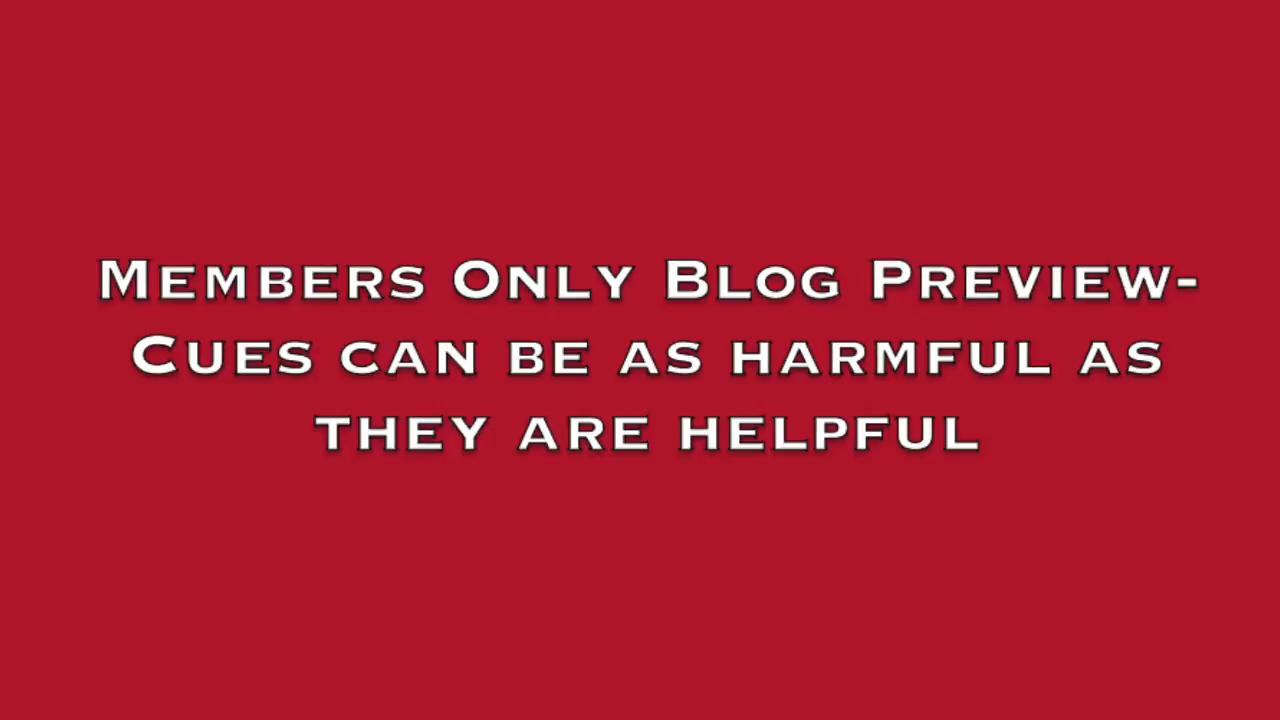 Members Only Blog Preview-
Cues can be as harmful as
they are helpful